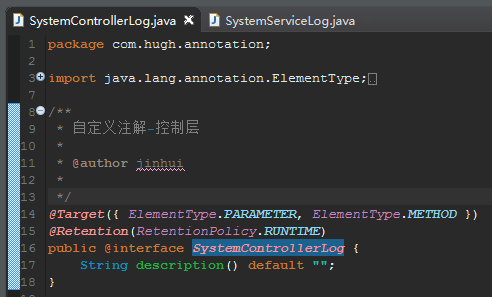 SystemControllerLog.java SystemServiceLog.java
1 package com.hugh.annotation;
2
3 import java.lang.annotation.ElementType;
7
8 /**
9 * 自定义注解-控制层
10 *
11 * @author jinhui
12 *
13 */
14 @Target({ ElementType.PARAMETER, ElementType.METHOD })
15 @Retention(RetentionPolicy.RUNTIME)
16 public @interface SystemControllerLog {
17 String description() default "";
18 }